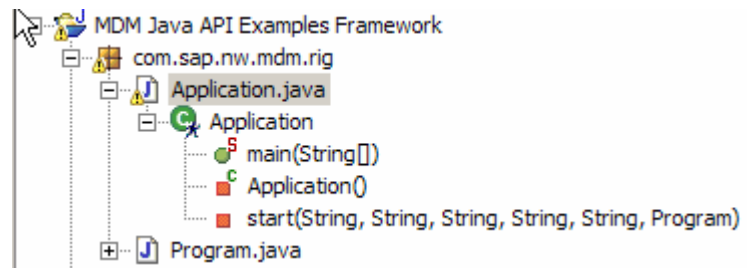 MDM Java API Examples Framework
com.sap.nw.mdm.rig
Application.java
Application
main(String[])
Application()
start(String, String, String, String, String, Program)
Program.java